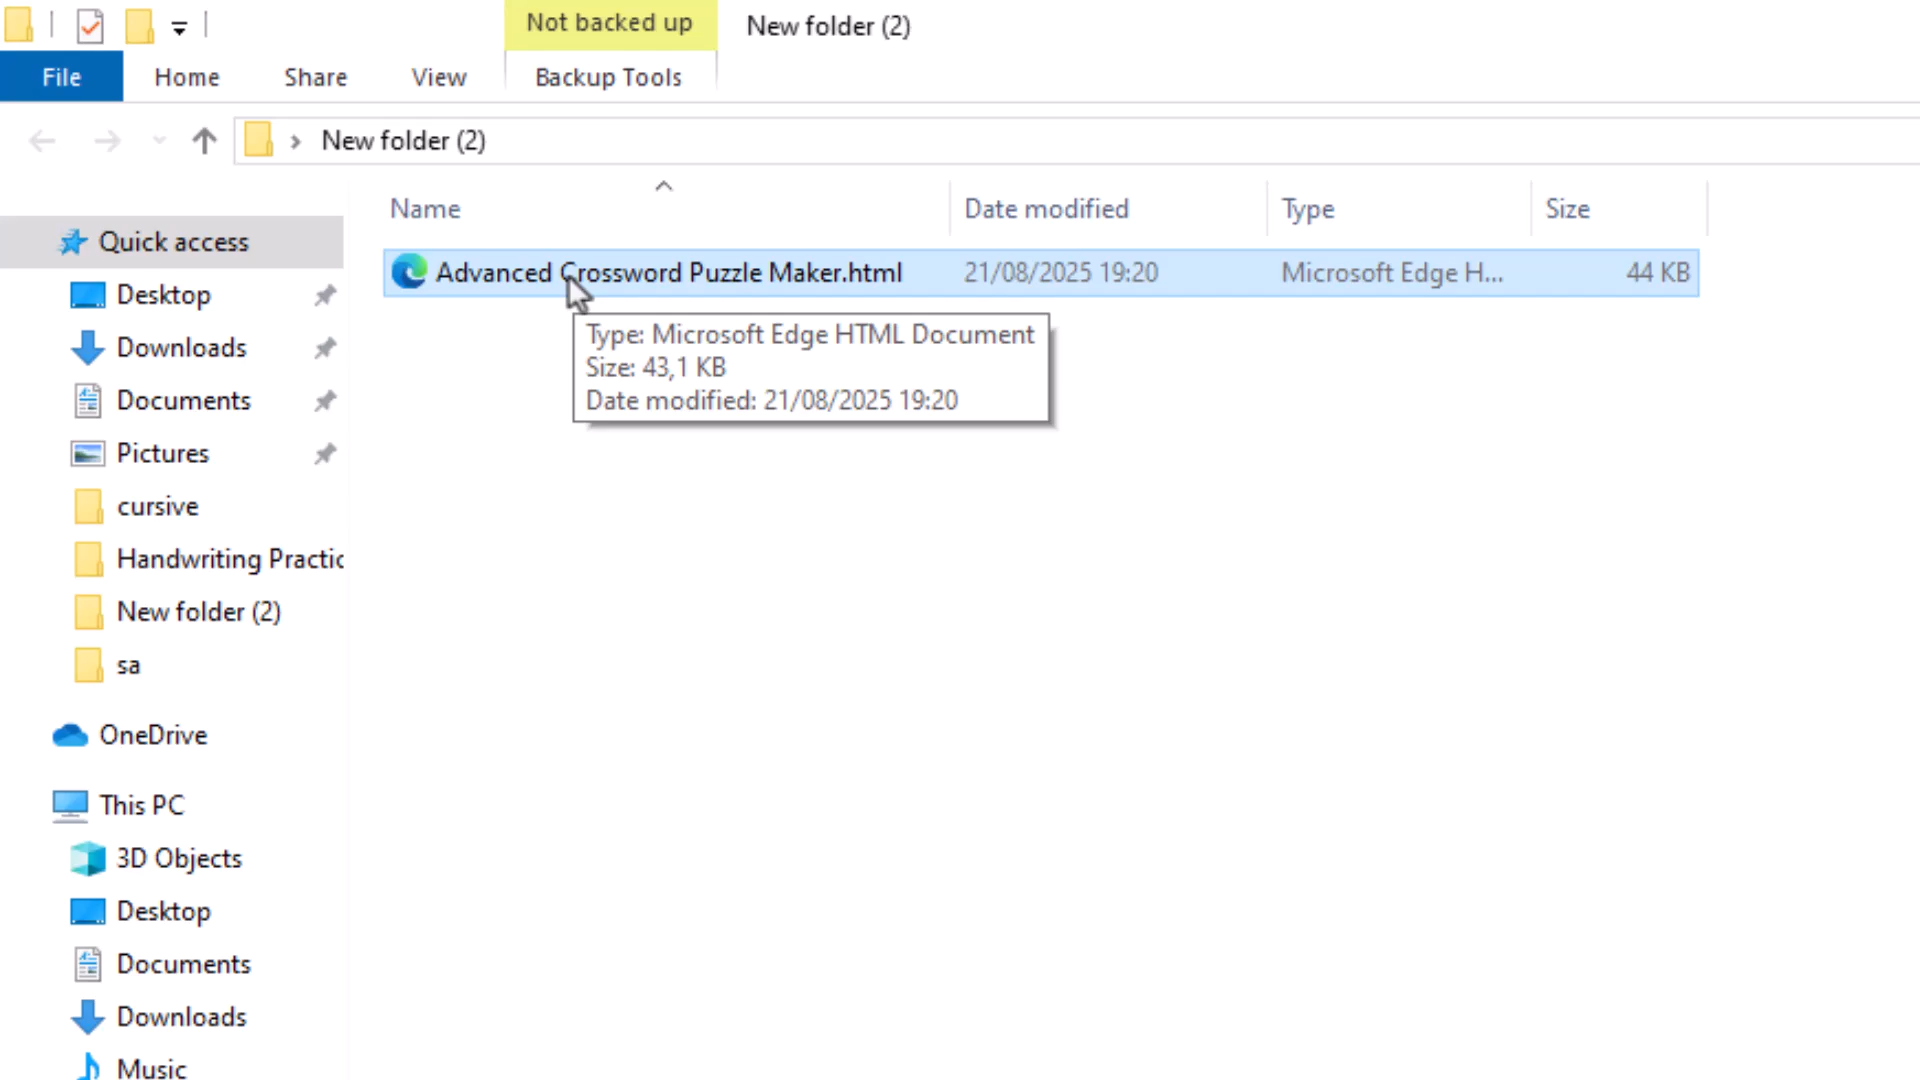 Not backed up
New folder (2)
File
Home
Share
View
Backup Tools
New folder (2)
Name
Date modified
Type
Size
Quick access
Desktop
Downloads
Documents
Pictures
cursive
Handwriting Practic
New folder (2)
sa
OneDrive
This PC
3D Objects
Desktop
Documents
Downloads
Music
Advanced Crossword Puzzle Maker.html
21/08/2025 19:20
Microsoft Edge H...
44 KB
Type: Microsoft Edge HTML Document
Size: 43,1 KB
Date modified: 21/08/2025 19:20